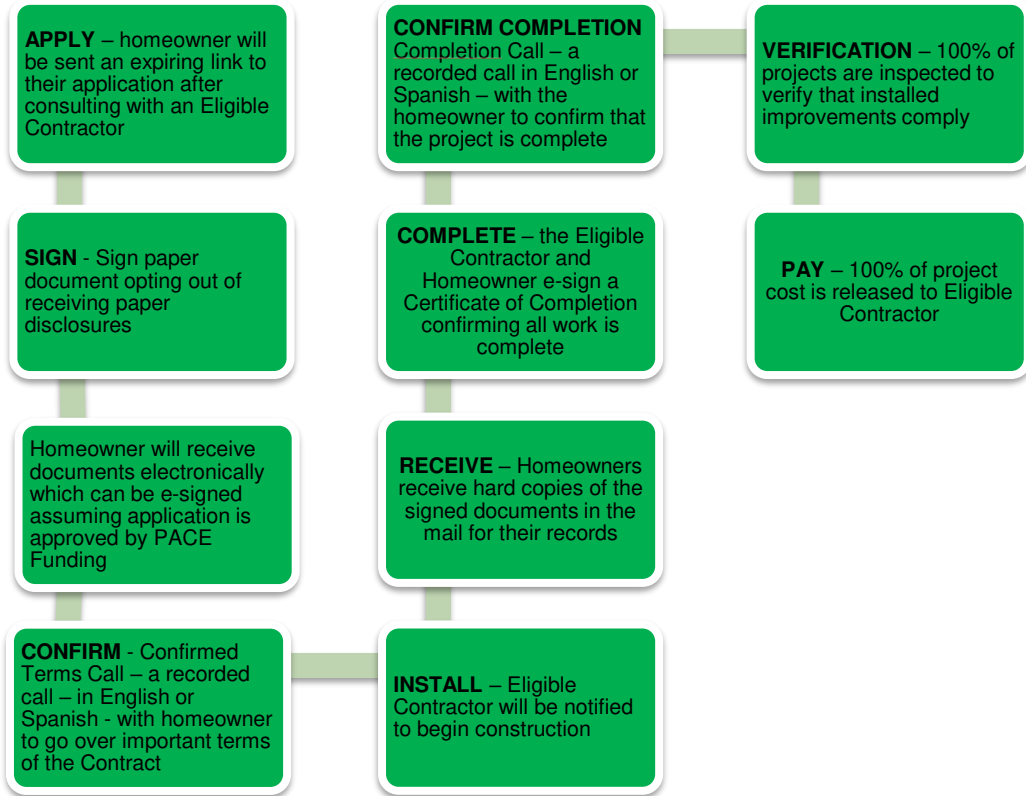 APPLY – homeowner will
be sent an expiring link to
their application after
consulting with an Eligible
Contractor
SIGN - Sign paper
document opting out of
receiving paper
disclosures
Homeowner will receive
documents electronically
which can be e-signed
assuming application is
approved by PACE
Funding
CONFIRM - Confirmed
Terms Call – a recorded
call – in English or
Spanish - with homeowner
to go over important terms
of the Contract
INSTALL – Eligible
Contractor will be notified
to begin construction
RECEIVE – Homeowners
receive hard copies of the
signed documents in the
mail for their records
COMPLETE – the Eligible
Contractor and
Homeowner e-sign a
Certificate of Completion
confirming all work is
complete
CONFIRM COMPLETION
Completion Call – a
recorded call in English or
Spanish – with the
homeowner to confirm that
the project is complete
VERIFICATION – 100% of
projects are inspected to
verify that installed
improvements comply
PAY – 100% of project
cost is released to Eligible
Contractor